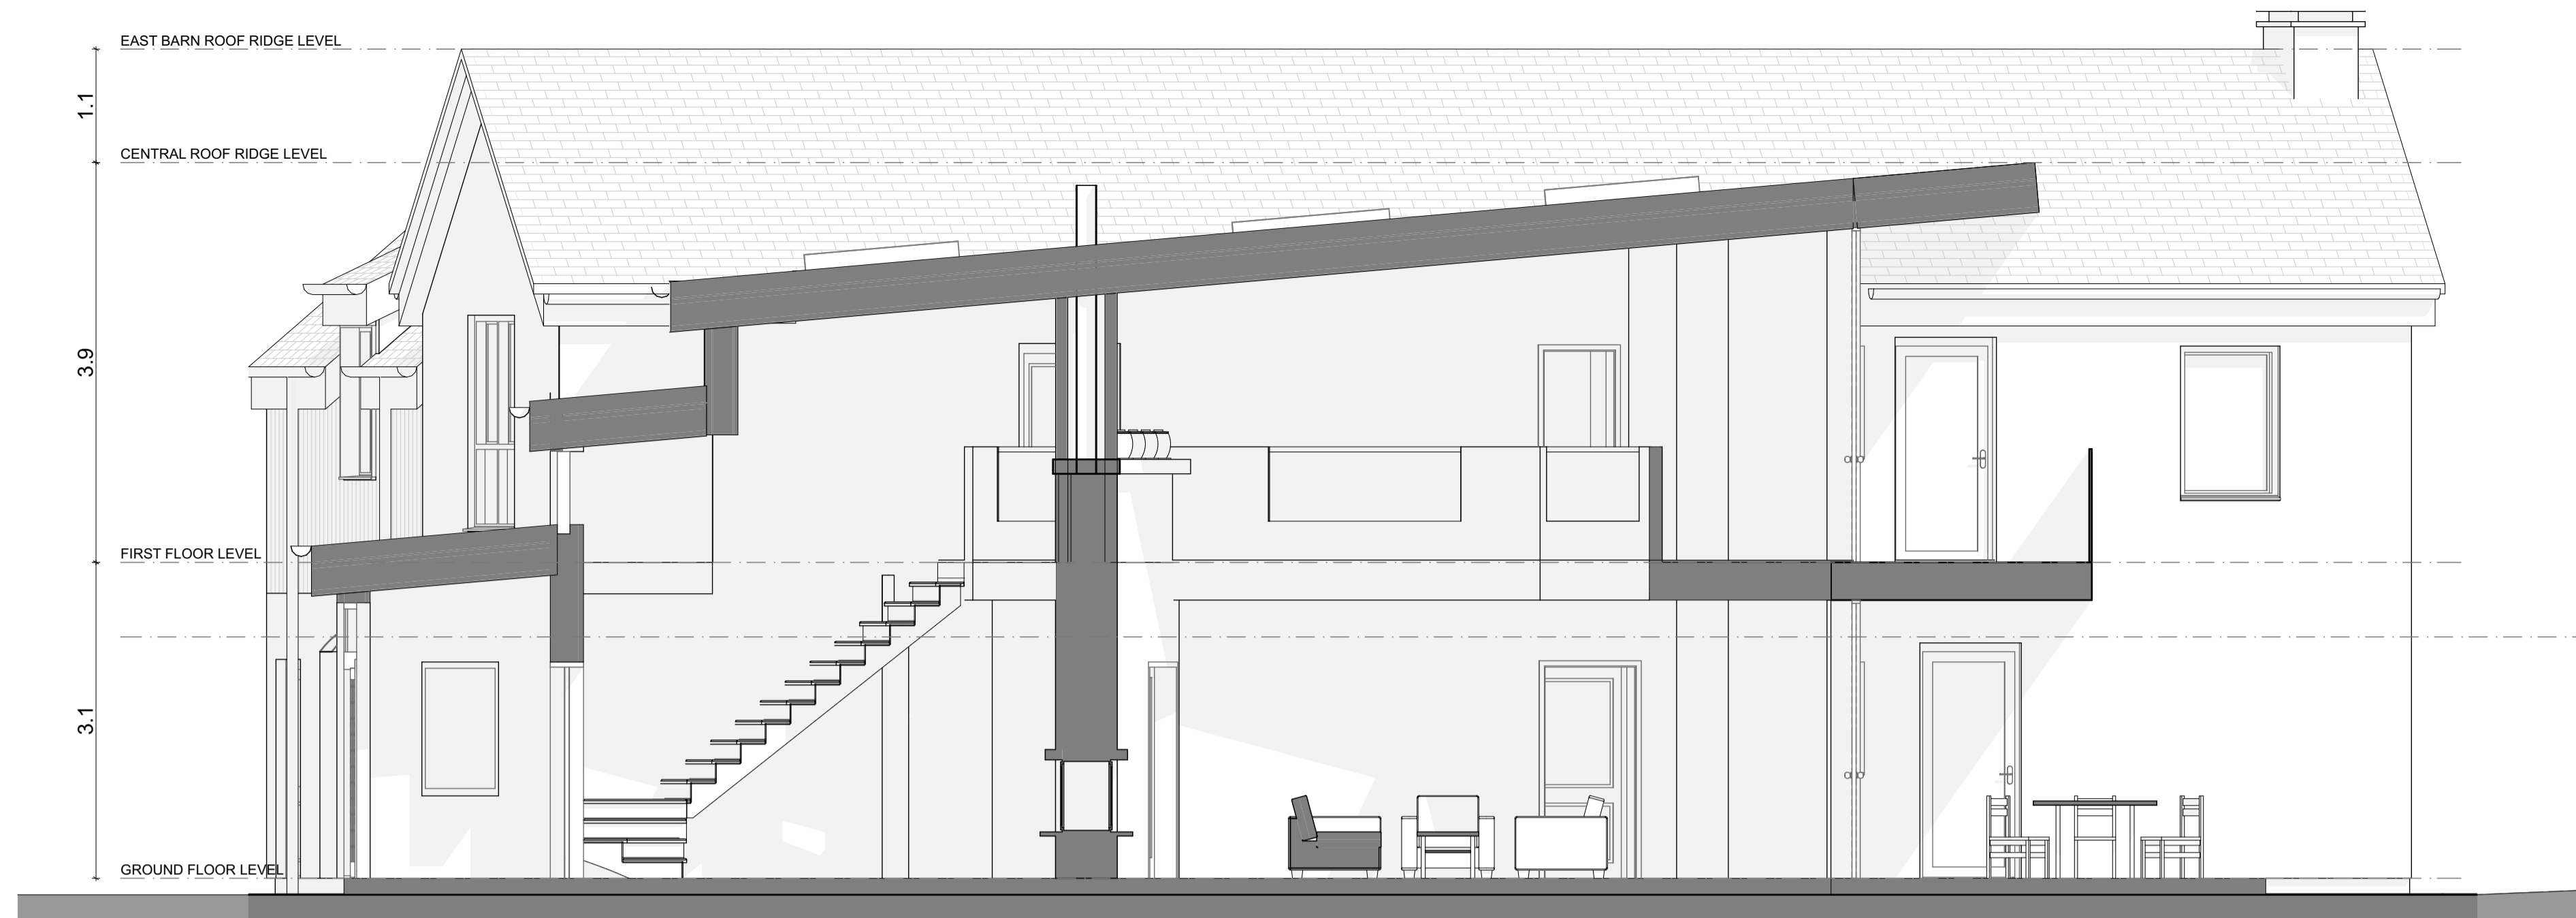 EAST BARN ROOF RIDGE LEVEL
1.1
CENTRAL ROOF RIDGE LEVEL
3.9
FIRST FLOOR LEVEL
3.1
GROUND FLOOR LEVEL